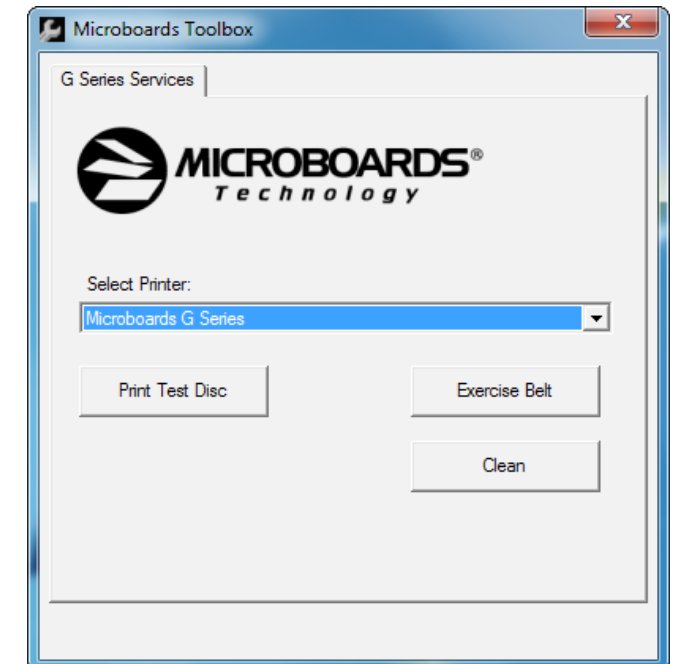 Microboards Toolbox
G Series Services
MICROBOARDS®
Technology
Select Printer:
Microboards G Series
Print Test Disc
Exercise Belt
Clean